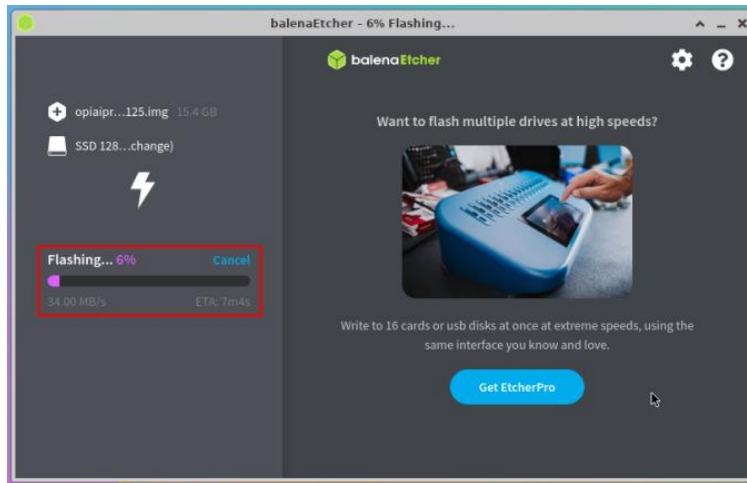 balenaEtcher - 6% Flashing...
balenaEtcher
opiaipr...125.img 15.4 GB
SSD 128...change)
Want to flash multiple drives at high speeds?
Flashing... 6% Cancel
34.00 MB/s ETA: 7m4s
Write to 16 cards or usb disks at once at extreme speeds, using the
same interface you know and love.
Get EtcherPro